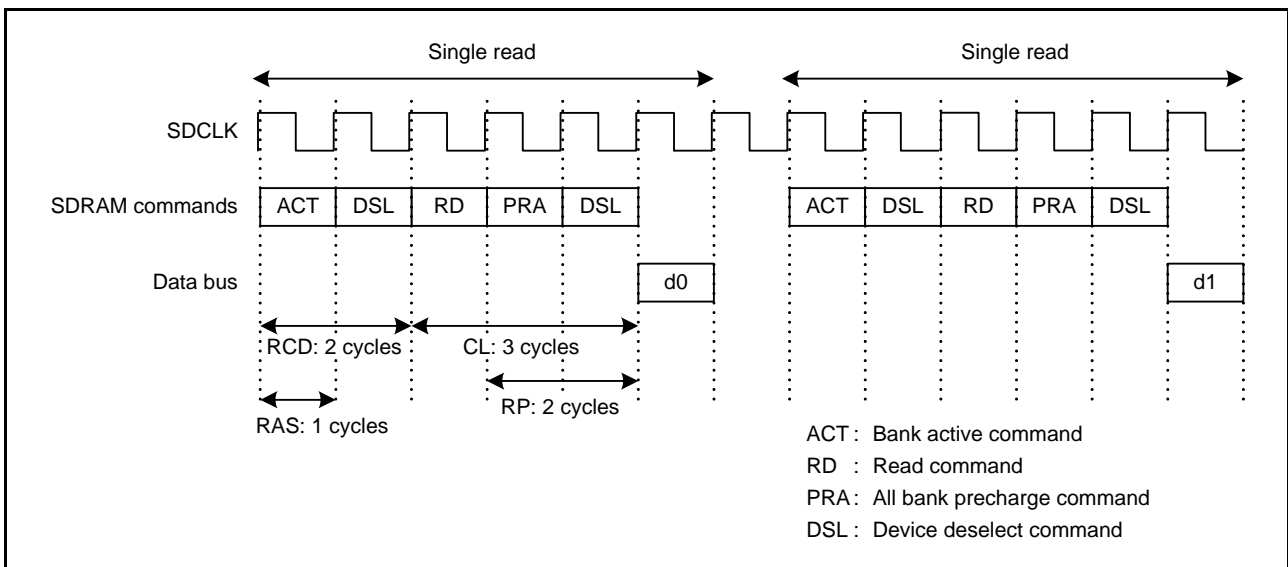 Single read Single read
SDCLK
SDRAM commands ACT DSL RD PRA DSL ACT DSL RD PRA DSL
Data bus d0 d1
RCD: 2 cycles CL: 3 cycles
RP: 2 cycles
RAS: 1 cycles
ACT : Bank active command
RD : Read command
PRA : All bank precharge command
DSL : Device deselect command